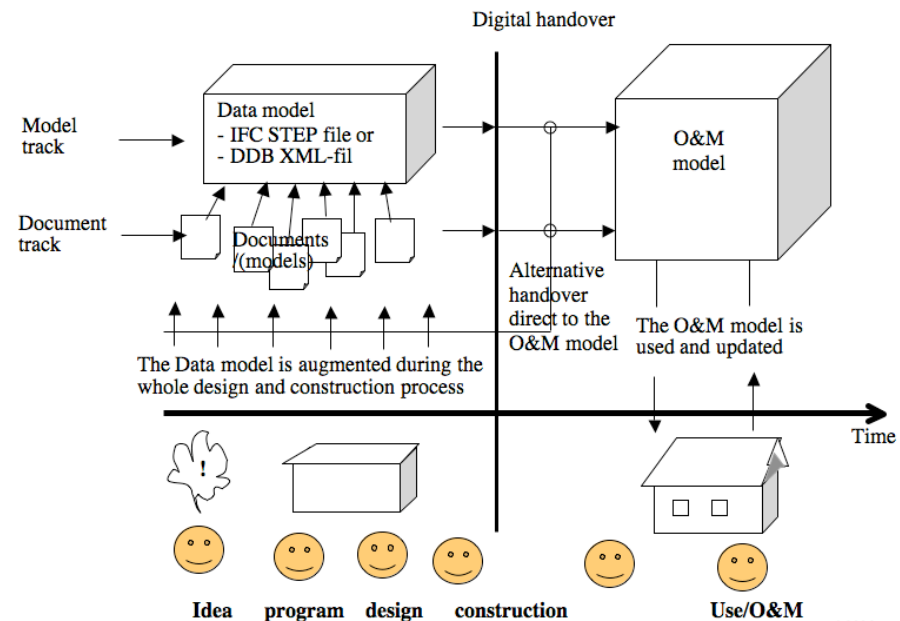 Digital handover
Model
track
Data model
- IFC STEP file or
- DDB XML-fil
O&M
model
Document
track
Documents
/(models)
Alternative
handover
direct to the
O&M model
The O&M model is
used and updated
The Data model is augmented during the
whole design and construction process
Time
!
Idea program design construction Use/O&M